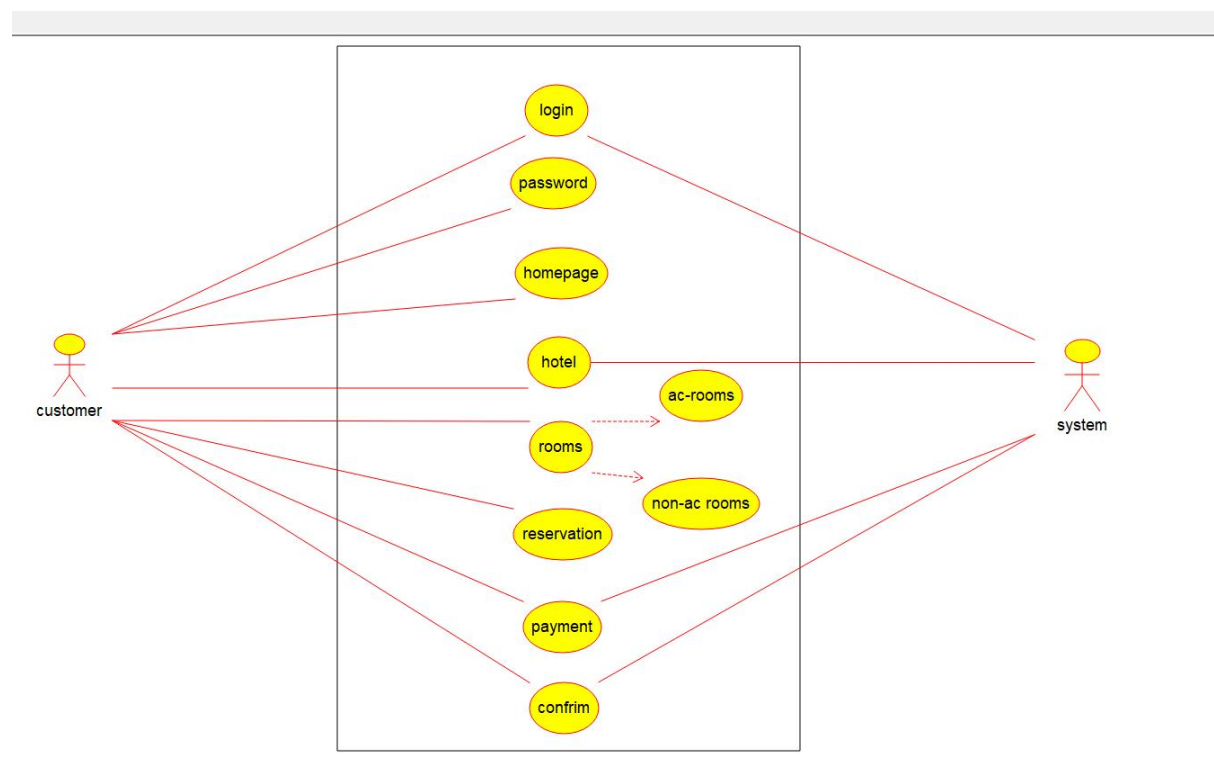 login
password
homepage
hotel
ac-rooms
customer
system
rooms
non-ac rooms
reservation
payment
confrim